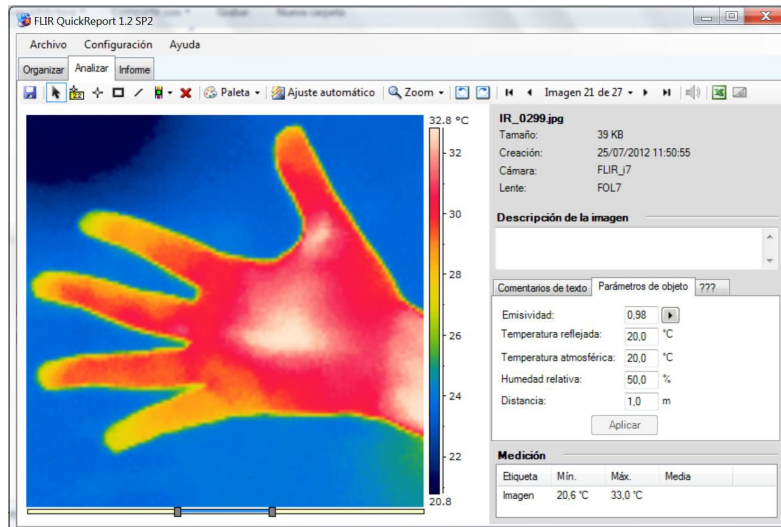 FLIR QuickReport 1.2 SP2
Archivo Configuración Ayuda
Organizar Analizar Informe
Paleta Ajuste automático Zoom Imagen 21 de 27
32.8 °C
32
30
28
26
24
22
20.8
IR_0299.jpg
Tamaño: 39 KB
Creación: 25/07/2012 11:50:55
Cámara: FLIR_i7
Lente: FOL7
Descripción de la imagen
Comentarios de texto Parámetros de objeto ???
Emisividad: 0,98
Temperatura reflejada: 20,0 °C
Temperatura atmosférica: 20,0 °C
Humedad relativa: 50,0 %
Distancia: 1,0 m
Aplicar
Medición
Etiqueta Mín. Máx. Media
Imagen 20,6 °C 33,0 °C